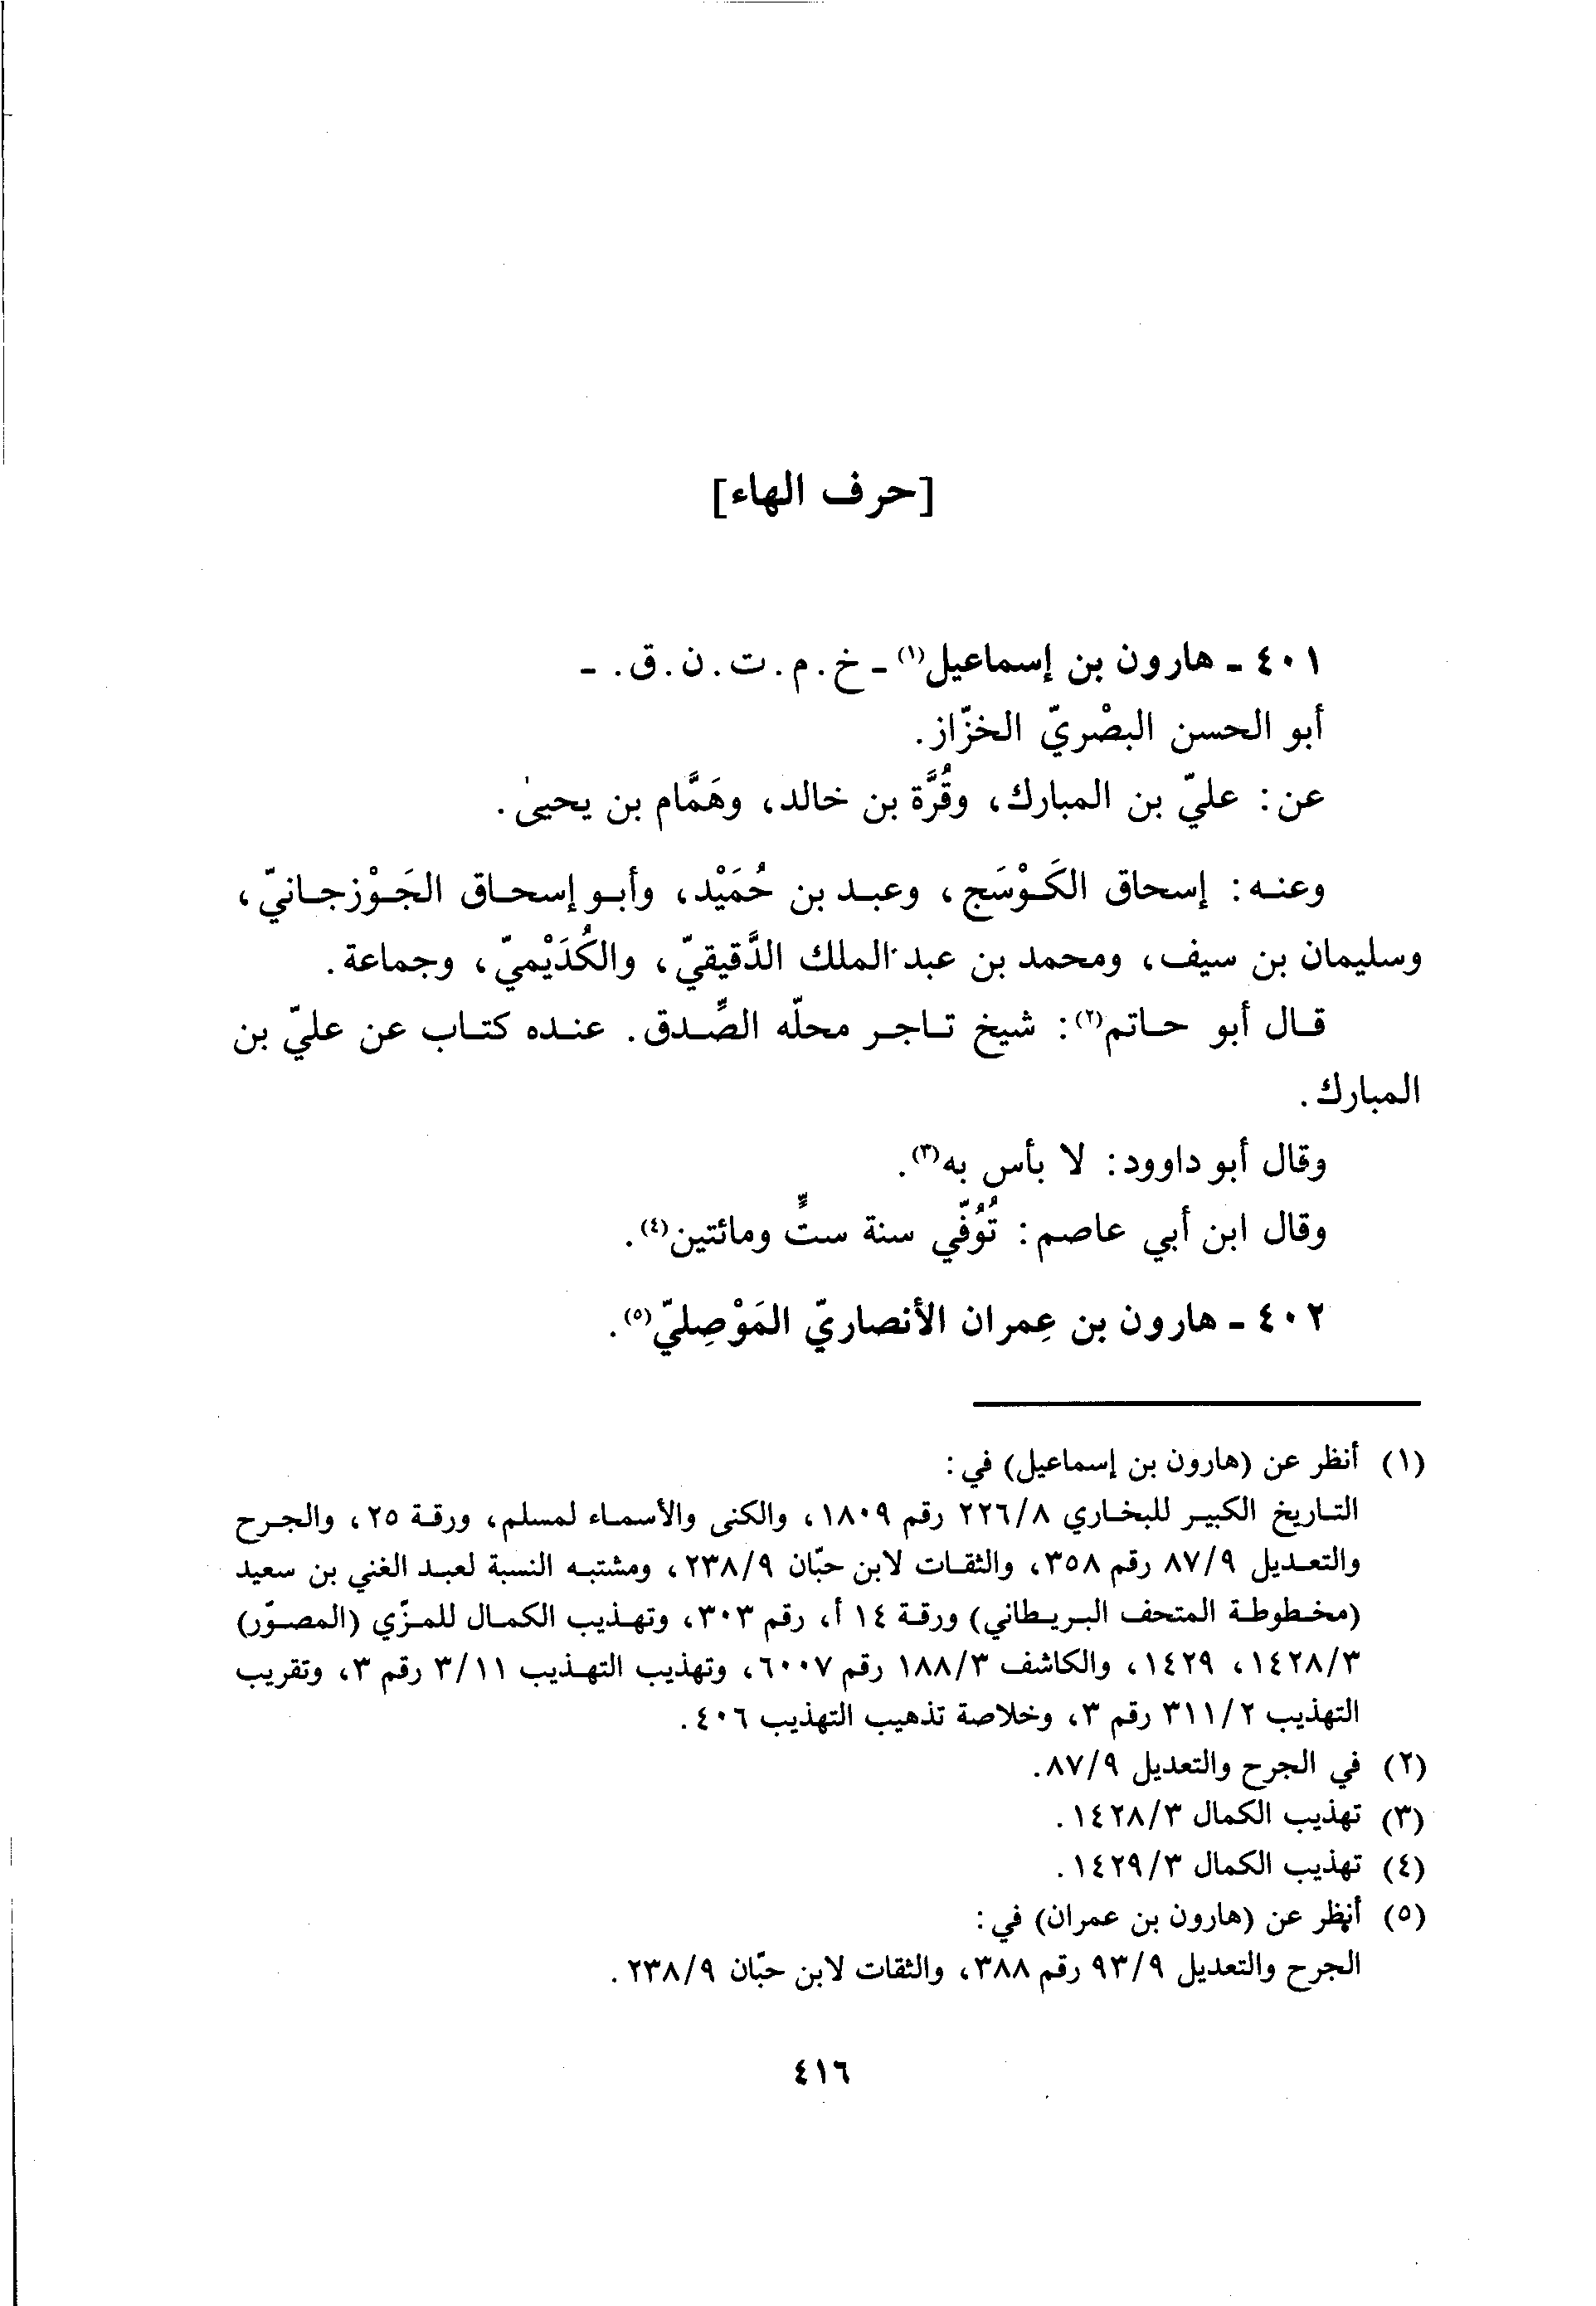 [حرف الهاء]
٤٠١ - هارون بن إسماعيل(١) - خ. م. ت. ن. ق. -
أبو الحسن البصْريّ الخزّاز.
عن: عليّ بن المبارك، وقُرَّة بن خالد، وهَمَّام بن يحيىٰ.
وعنه: إسحاق الكَوْسَج، وعبد بن حُمَيْد، وأبو إسحاق الجَوْزجانيّ،
وسليمان بن سيف، ومحمد بن عبد الملك الدَّقيقيّ، والكُدَيْميّ، وجماعة.
قال أبو حاتم(٢): شيخ تاجر محلّه الصِّدق. عنده كتاب عن عليّ بن
المبارك.
وقال أبو داوود: لا بأس به(٣).
وقال ابن أبي عاصم: تُوُفّي سنة ستٍّ ومائتين(٤).
٤٠٢ - هارون بن عِمران الأنصاريّ المَوْصِليّ(٥).
(١) أنظر عن (هارون بن إسماعيل) في:
التاريخ الكبير للبخاري ٢٢٦/٨ رقم ١٨٠٩، والكنى والأسماء لمسلم، ورقة ٢٥، والجرح
والتعديل ٨٧/٩ رقم ٣٥٨، والثقات لابن حبّان ٢٣٨/٩، ومشتبه النسبة لعبد الغني بن سعيد
(مخطوطة المتحف البريطاني) ورقة ١٤ أ، رقم ٣٠٣، وتهذيب الكمال للمزّي (المصوّر)
١٤٢٨/٣، ١٤٢٩، والكاشف ١٨٨/٣ رقم ٦٠٠٧، وتهذيب التهذيب ٣/١١ رقم ٣، وتقريب
التهذيب ٣١١/٢ رقم ٣، وخلاصة تذهيب التهذيب ٤٠٦.
(٢) في الجرح والتعديل ٨٧/٩.
(٣) تهذيب الكمال ١٤٢٨/٣.
(٤) تهذيب الكمال ١٤٢٩/٣.
(٥) أنظر عن (هارون بن عمران) في:
الجرح والتعديل ٩٣/٩ رقم ٣٨٨، والثقات لابن حبّان ٢٣٨/٩.
٤١٦